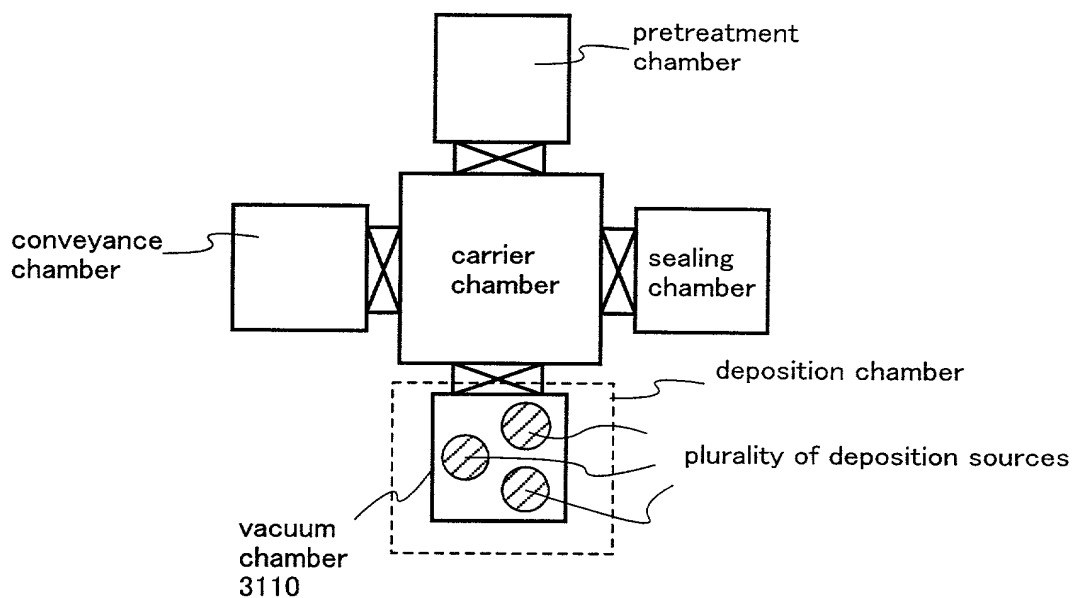 pretreatment
chamber
conveyance
chamber
carrier
chamber
sealing
chamber
deposition chamber
plurality of deposition sources
vacuum
chamber
3110